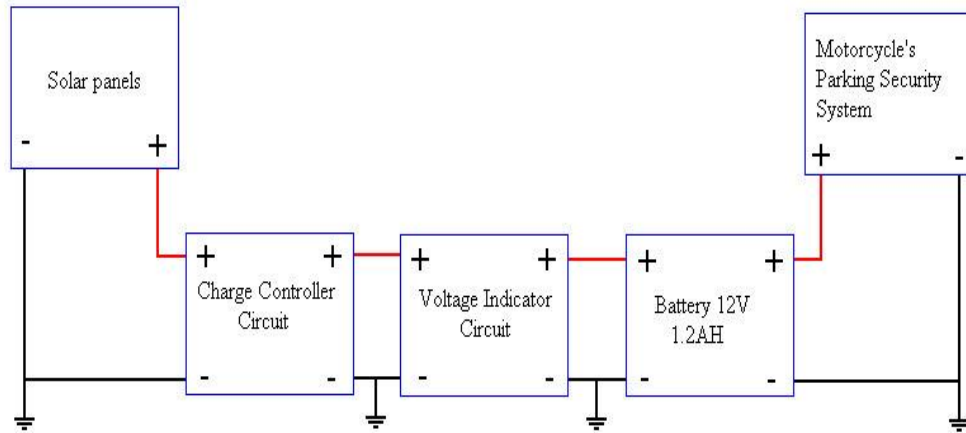 Solar panels
- +
Motorcycle's
Parking Security
System
+ -
+ +
Charge Controller
Circuit
- -
+ +
Voltage Indicator
Circuit
- -
+ +
Battery 12V
1.2AH
- -